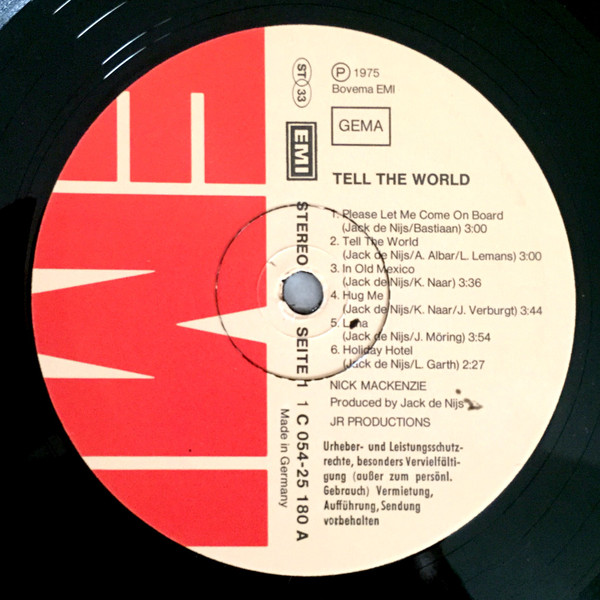 EMI
ST 33
EMI
STEREO SEITE 1 1 C 054-25 180 A
Made in Germany
Ⓟ 1975
Bovema EMI
GEMA
TELL THE WORLD
1. Please Let Me Come On Board
(Jack de Nijs/Bastiaan) 3:00
2. Tell The World
(Jack de Nijs/A. Albar/L. Lemans) 3:00
3. In Old Mexico
(Jack de Nijs/K. Naar) 3:36
4. Hug Me
(Jack de Nijs/K. Naar/J. Verburgt) 3:44
5.
(Jack de Nijs/J. Möring) 3:54
6. Holiday Hotel
(Jack de Nijs/L. Garth) 2:27
NICK MACKENZIE
Produced by Jack de Nijs
JR PRODUCTIONS
Urheber- und Leistungsschutz-
rechte, besonders Vervielfälti-
gung (außer zum persönl.
Gebrauch) Vermietung,
Aufführung, Sendung
vorbehalten